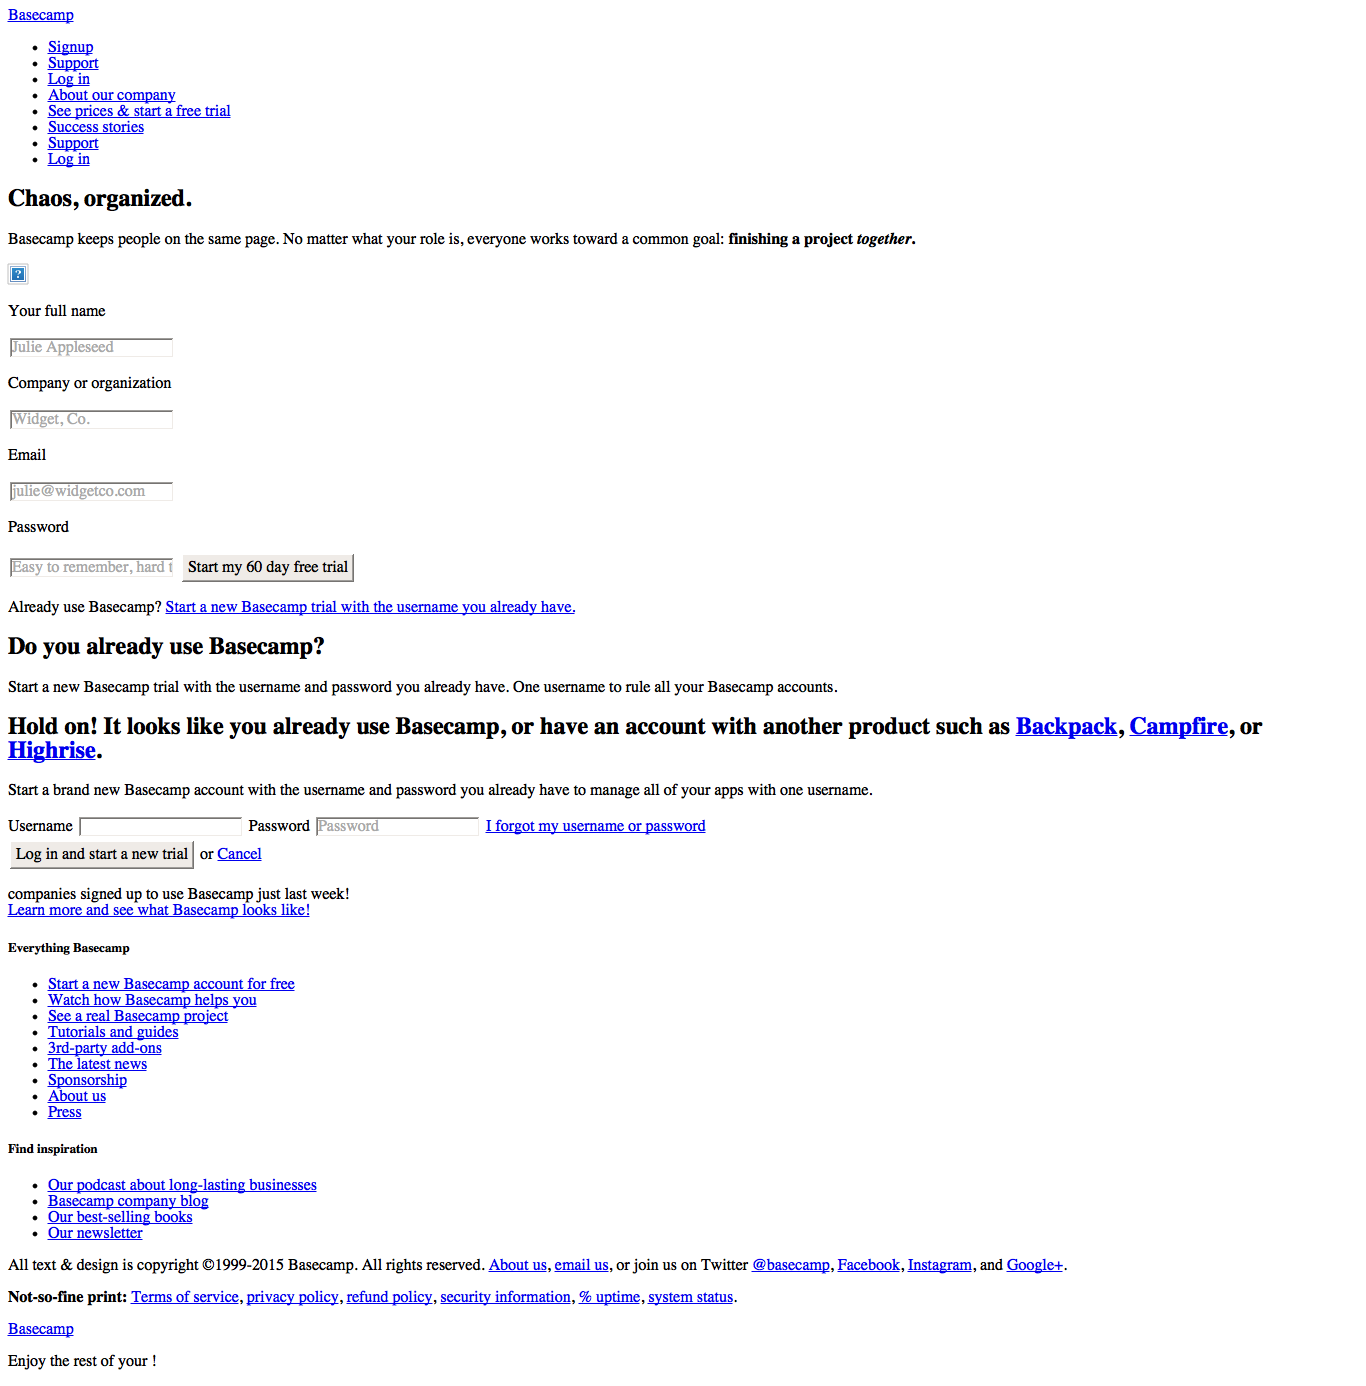 Basecamp
• Signup
• Support
• Log in
• About our company
• See prices & start a free trial
• Success stories
• Support
• Log in
Chaos, organized.
Basecamp keeps people on the same page. No matter what your role is, everyone works toward a common goal: finishing a project together.
?
Your full name
Julie Appleseed
Company or organization
Widget, Co.
Email
julie@widgetco.com
Password
Easy to remember, hard t Start my 60 day free trial
Already use Basecamp? Start a new Basecamp trial with the username you already have.
Do you already use Basecamp?
Start a new Basecamp trial with the username and password you already have. One username to rule all your Basecamp accounts.
Hold on! It looks like you already use Basecamp, or have an account with another product such as Backpack, Campfire, or
Highrise.
Start a brand new Basecamp account with the username and password you already have to manage all of your apps with one username.
Username Password Password I forgot my username or password
Log in and start a new trial or Cancel
companies signed up to use Basecamp just last week!
Learn more and see what Basecamp looks like!
Everything Basecamp
• Start a new Basecamp account for free
• Watch how Basecamp helps you
• See a real Basecamp project
• Tutorials and guides
• 3rd-party add-ons
• The latest news
• Sponsorship
• About us
• Press
Find inspiration
• Our podcast about long-lasting businesses
• Basecamp company blog
• Our best-selling books
• Our newsletter
All text & design is copyright ©1999-2015 Basecamp. All rights reserved. About us, email us, or join us on Twitter @basecamp, Facebook, Instagram, and Google+.
Not-so-fine print: Terms of service, privacy policy, refund policy, security information, % uptime, system status.
Basecamp
Enjoy the rest of your !